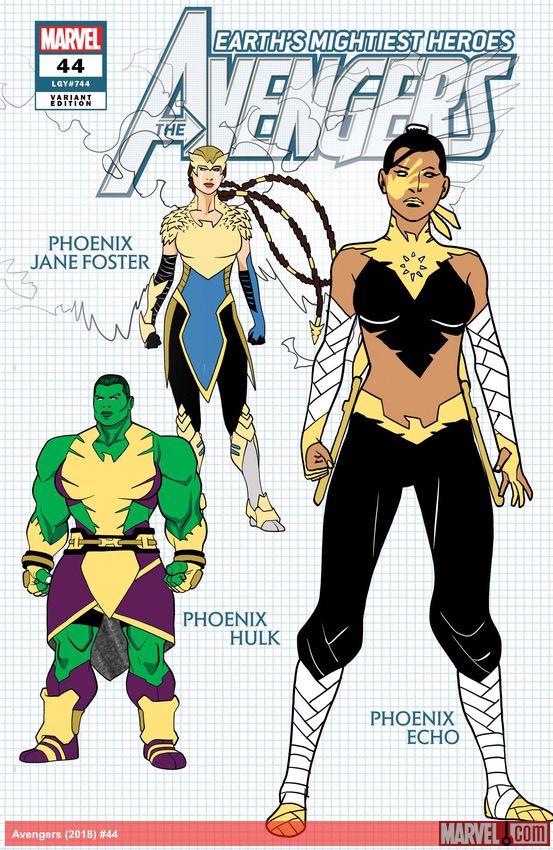 MARVEL
44
LGY#744
VARIANT
EDITION
EARTH'S MIGHTIEST HEROES
THE AVENGERS
PHOENIX
JANE FOSTER
PHOENIX
HULK
PHOENIX
ECHO
Avengers (2018) #44
MARVEL.com